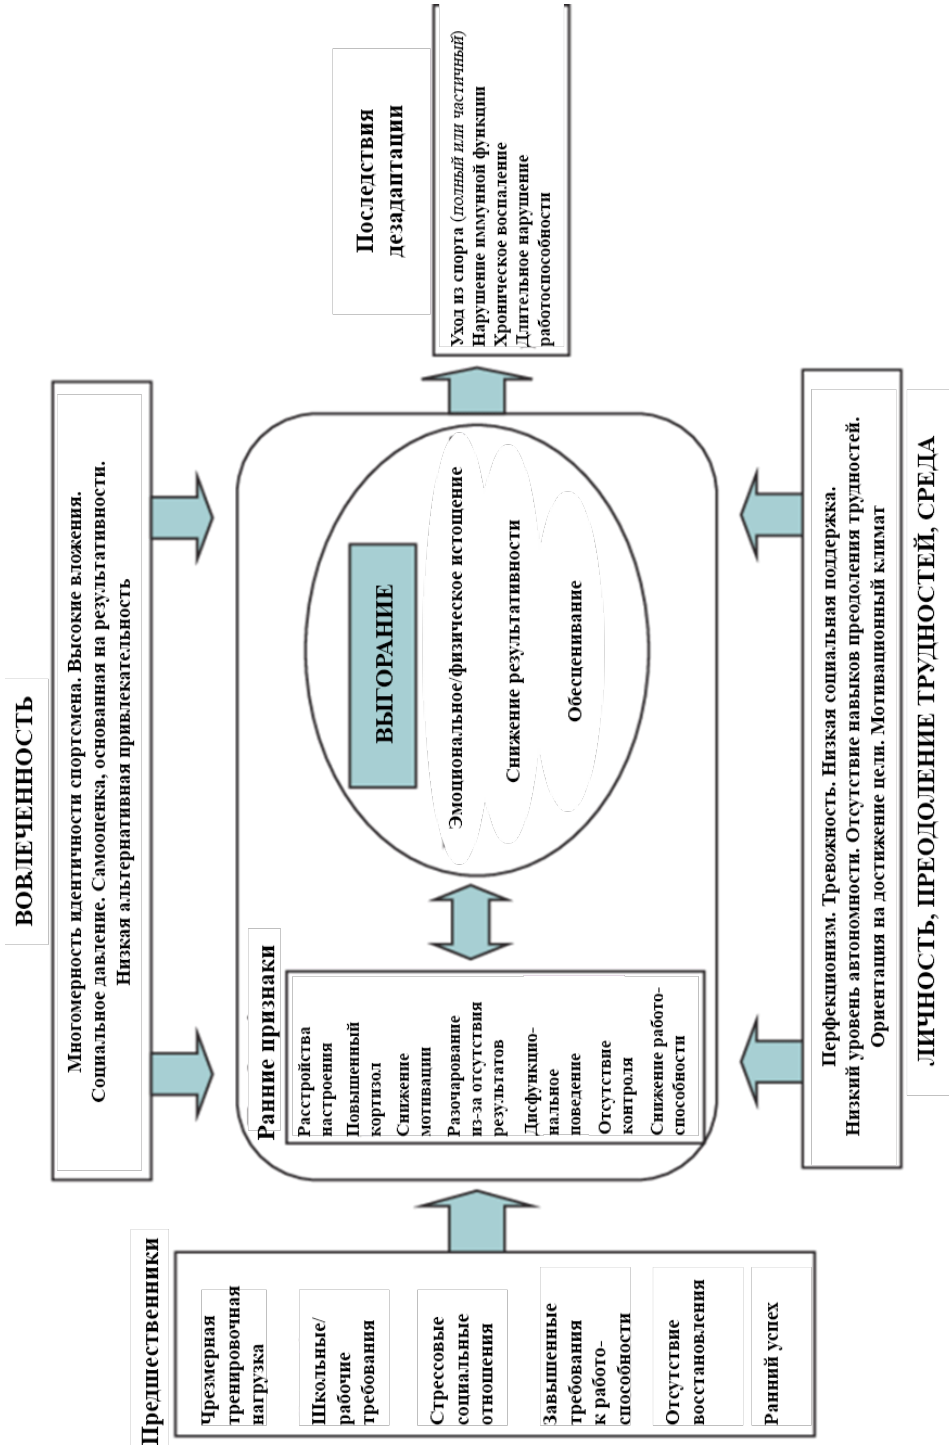 ВОВЛЕЧЕННОСТЬ
Многомерность идентичности спортсмена. Высокие вложения.
Социальное давление. Самооценка, основанная на результативности.
Низкая альтернативная привлекательность
Предшественники
Чрезмерная
тренировочная
нагрузка
Школьные/
рабочие
требования
Стрессовые
социальные
отношения
Завышенные
требования
к работо-
способности
Отсутствие
восстановления
Ранний успех
Ранние признаки
Расстройства
настроения
Повышенный
кортизол
Снижение
мотивации
Разочарование
из-за отсутствия
результатов
Дисфункцио-
нальное
поведение
Отсутствие
контроля
Снижение работо-
способности
ВЫГОРАНИЕ
Эмоциональное/физическое истощение
Снижение результативности
Обесценивание
Последствия
дезадаптации
Уход из спорта (полный или частичный)
Нарушение иммунной функции
Хроническое воспаление
Длительное нарушение
работоспособности
Перфекционизм. Тревожность. Низкая социальная поддержка.
Низкий уровень автономности. Отсутствие навыков преодоления трудностей.
Ориентация на достижение цели. Мотивационный климат
ЛИЧНОСТЬ, ПРЕОДОЛЕНИЕ ТРУДНОСТЕЙ, СРЕДА